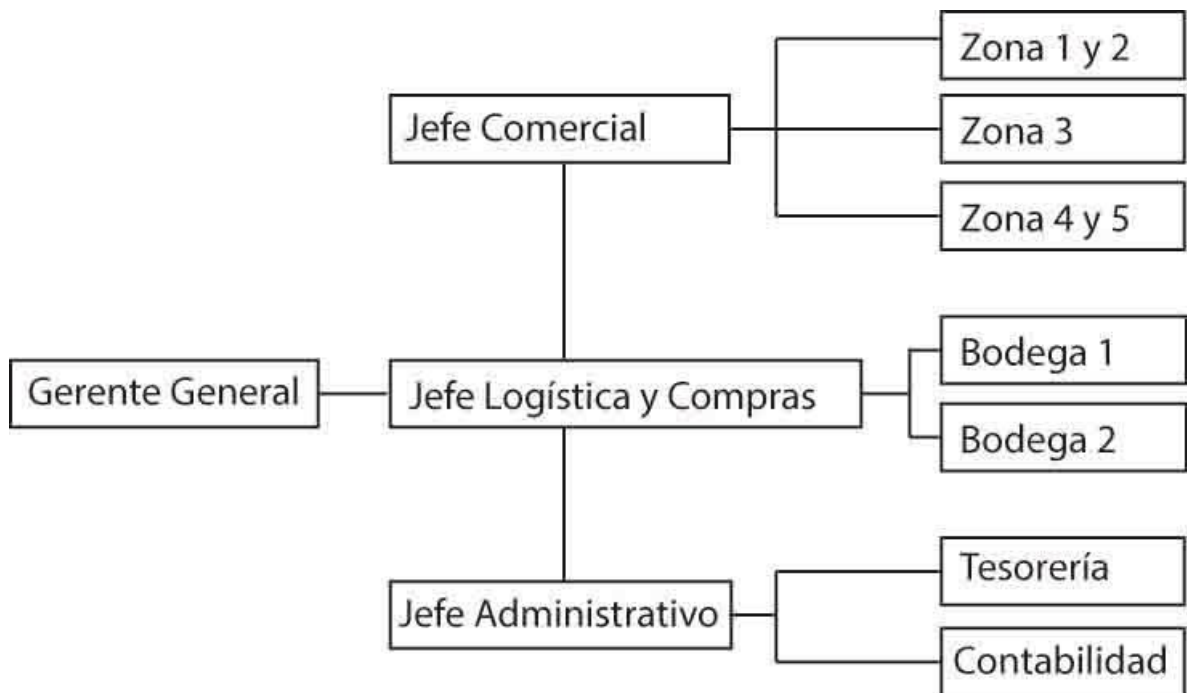 Zona 1 y 2
Jefe Comercial
Zona 3
Zona 4 y 5
Bodega 1
Gerente General
Jefe Logística y Compras
Bodega 2
Tesorería
Jefe Administrativo
Contabilidad